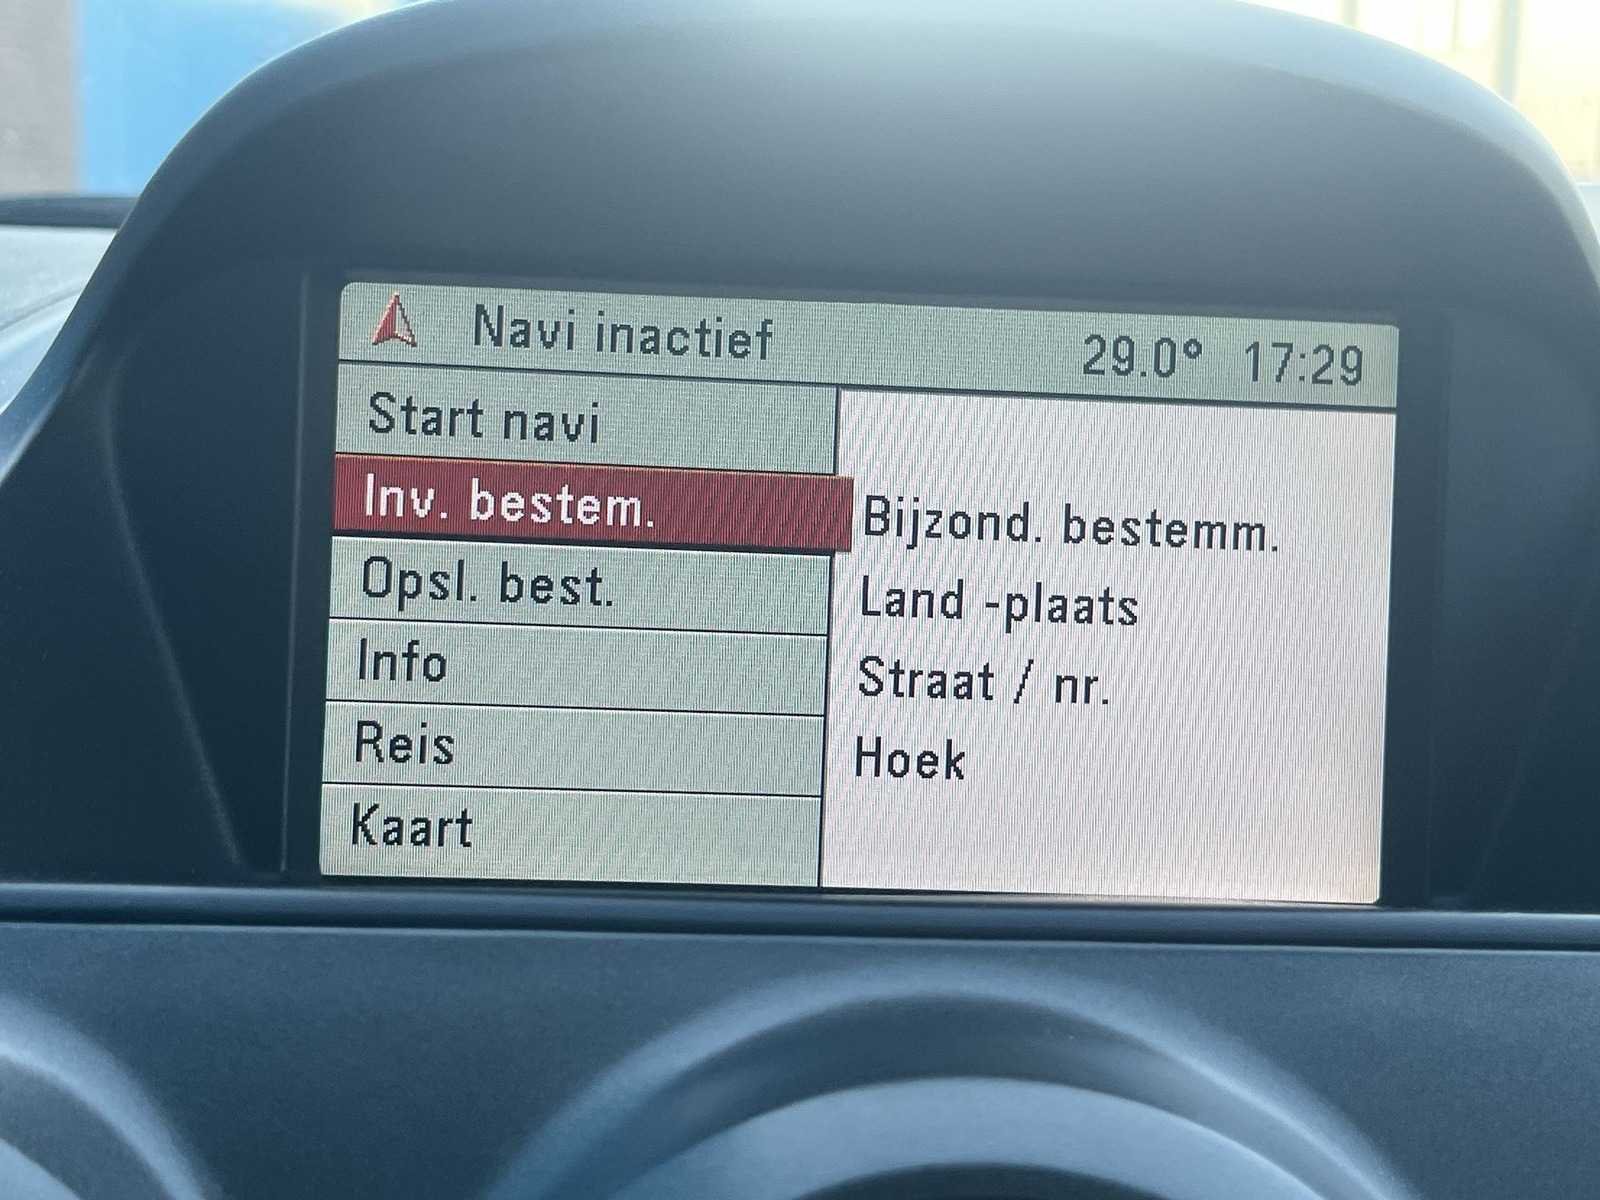 Navi inactief 29.0° 17:29
Start navi
Inv. bestem.
Opsl. best.
Info
Reis
Kaart
Bijzond. bestemm.
Land -plaats
Straat / nr.
Hoek